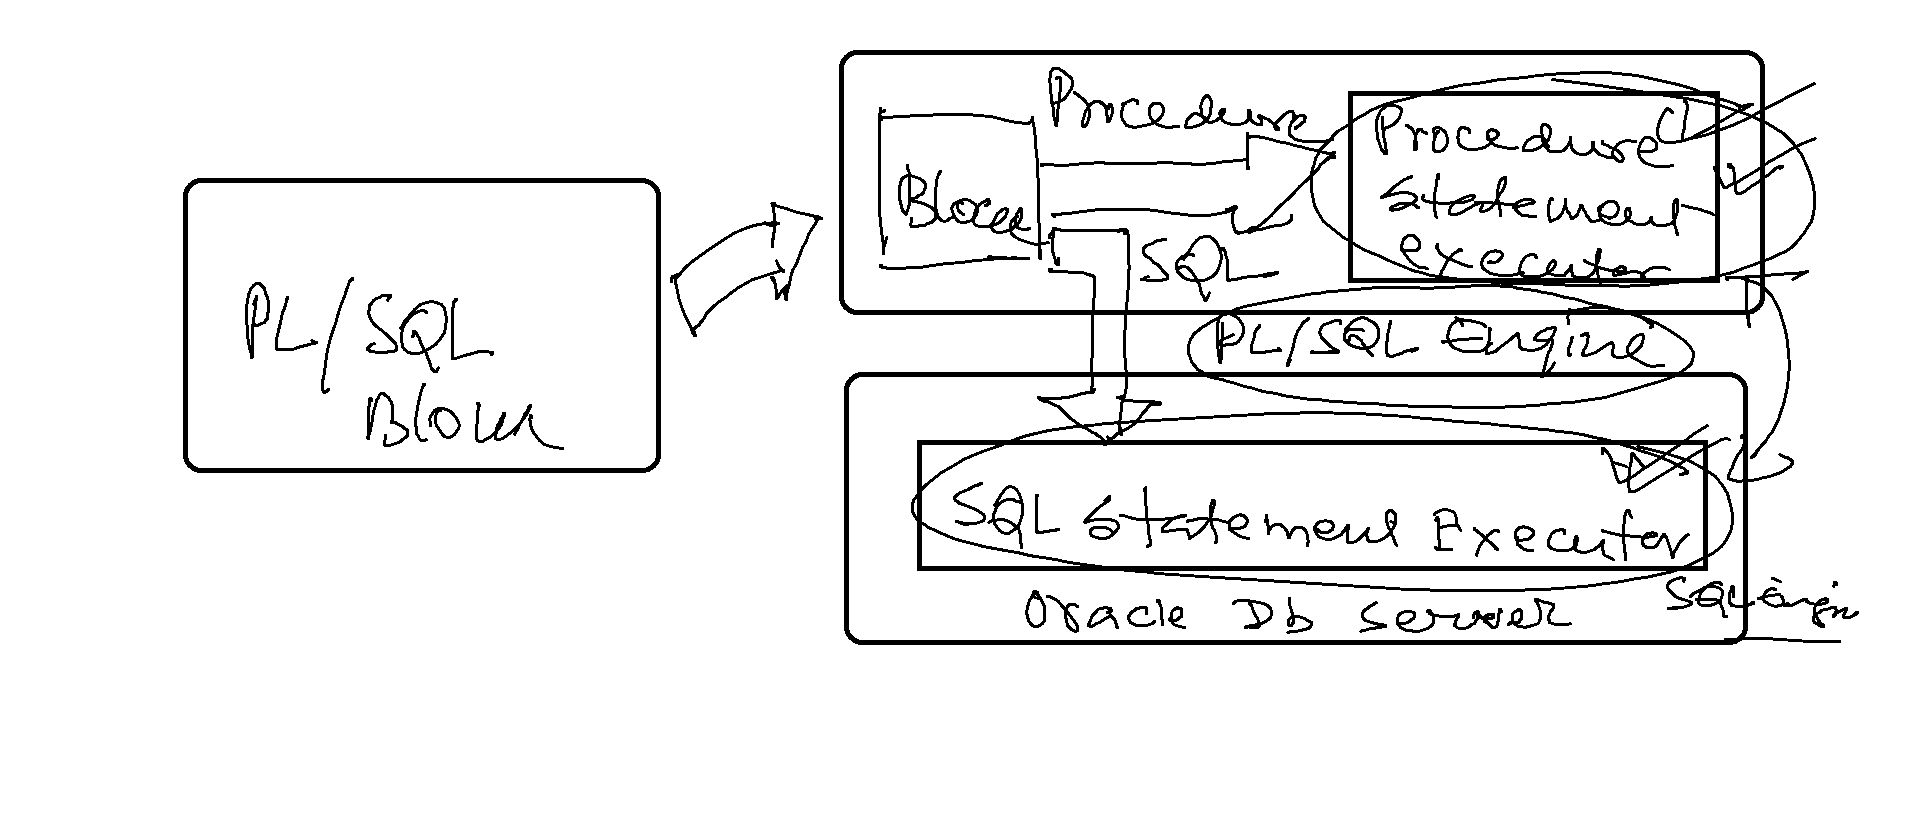 PL/SQL
Block
Procedure
Block
SQL
Procedure
Statement
executor
PL/SQL Engine
SQL Statement Executor
Oracle Db Server
SQL Engin